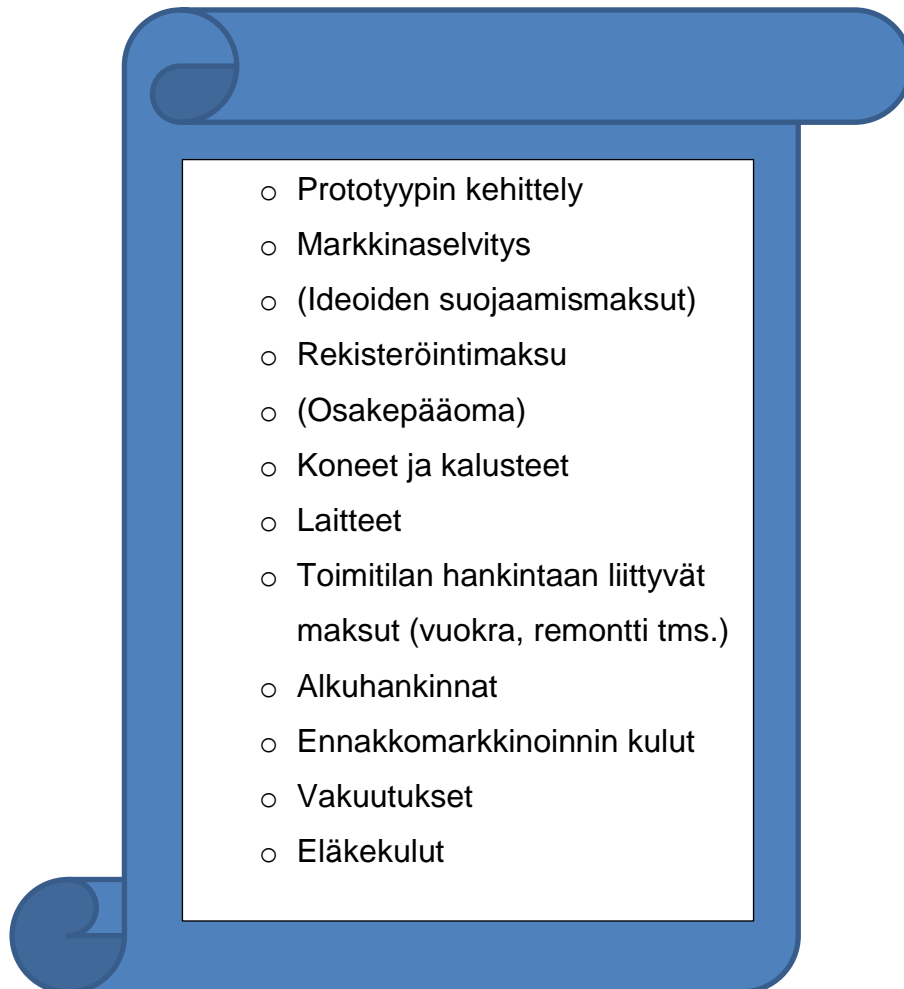 o Prototyypin kehittely
o Markkinaselvitys
o (Ideoiden suojaamismaksut)
o Rekisteröintimaksu
o (Osakepääoma)
o Koneet ja kalusteet
o Laitteet
o Toimitilan hankintaan liittyvät
maksut (vuokra, remontti tms.)
o Alkuhankinnat
o Ennakkomarkkinoinnin kulut
o Vakuutukset
o Eläkekulut